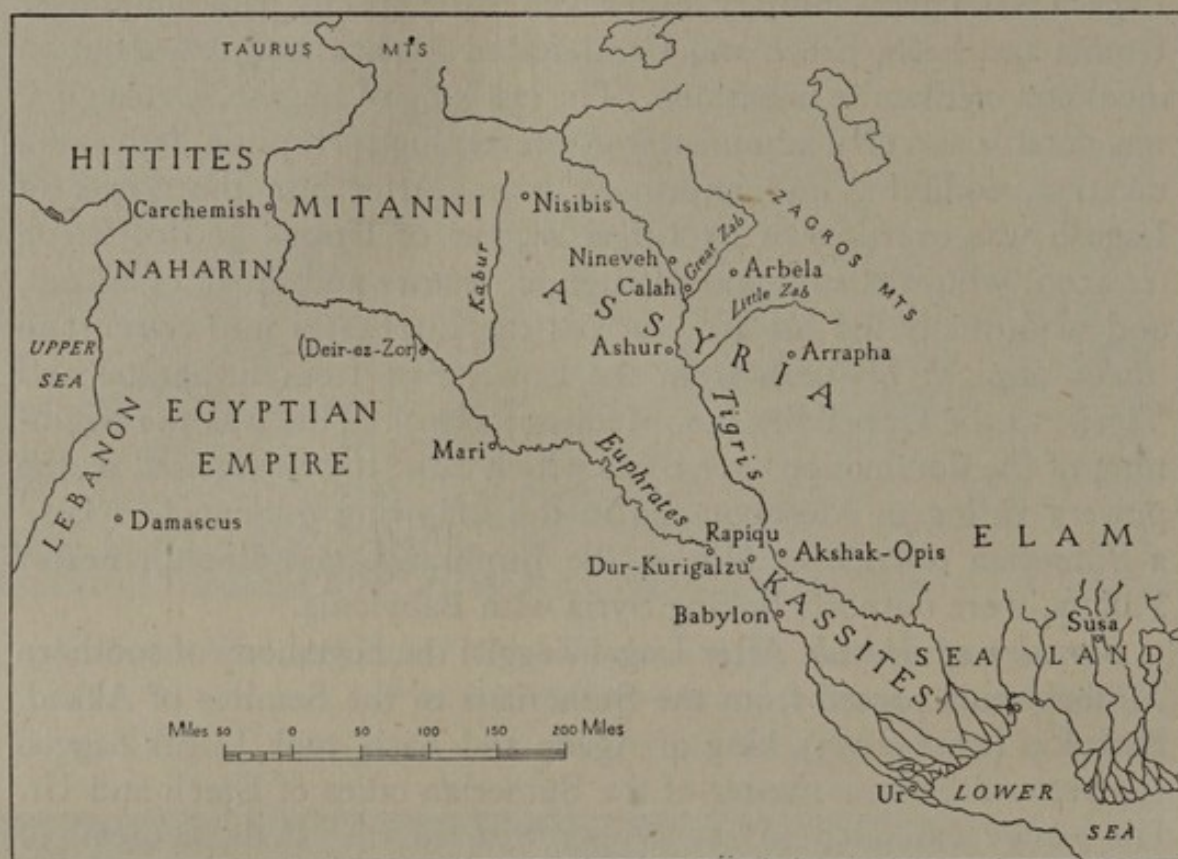 TAURUS MTS
HITTITES
Carchemish
MITANNI
Nisibis
ZAGROS MTS
NAHARIN
Kabur
Nineveh
Great Zab
Calah
Arbela
Little Zab
ASSYRIA
UPPER
SEA
(Deir-ez-Zor)
Ashur
Arrapha
LEBANON
EGYPTIAN
EMPIRE
Tigris
Mari
Euphrates
Damascus
Rapiqu
Akshak-Opis
ELAM
Dur-Kurigalzu
KASSITES
Babylon
Susa
SEA LAND
Miles 50 0 50 100 150 200 Miles
Ur
LOWER
SEA